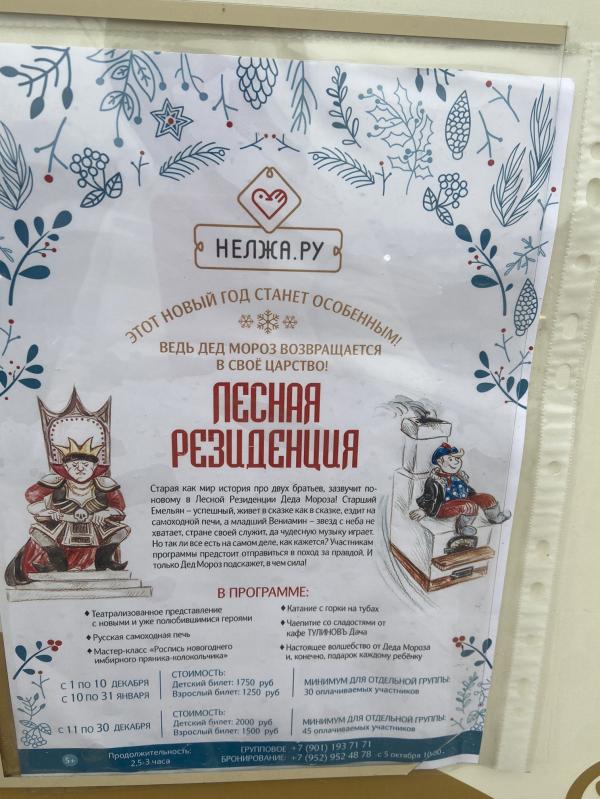 НЕЛЖА.РУ
ЭТОТ НОВЫЙ ГОД СТАНЕТ ОСОБЕННЫМ!
ВЕДЬ ДЕД МОРОЗ ВОЗВРАЩАЕТСЯ
В СВОЁ ЦАРСТВО!
ЛЕСНАЯ
РЕЗИДЕНЦИЯ
Старая как мир история про двух братьев, зазвучит по-
новому в Лесной Резиденции Деда Мороза! Старший
Емельян – успешный, живет в сказке как в сказке, ездит на
самоходной печи, а младший Вениамин – звезд с неба не
хватает, стране своей служит, да чудесную музыку играет.
Но так ли все есть на самом деле, как кажется? Участникам
программы предстоит отправиться в поход за правдой. И
только Дед Мороз подскажет, в чем сила!
В ПРОГРАММЕ:
Театрализованное представление
с новыми и уже полюбившимися героями
Русская самоходная печь
Мастер-класс «Роспись новогоднего
имбирного пряника-колокольчика»
Катание с горки на тубах
Чаепитие со сладостями от
кафе ТУЛИНОВЪ Дача
Настоящее волшебство от Деда Мороза
и, конечно, подарок каждому ребёнку
С 1 ПО 10 ДЕКАБРЯ
С 10 ПО 31 ЯНВАРЯ
СТОИМОСТЬ:
Детский билет: 1750 руб
Взрослый билет: 1250 руб
МИНИМУМ ДЛЯ ОТДЕЛЬНОЙ ГРУППЫ:
30 оплачиваемых участников
С 11 ПО 30 ДЕКАБРЯ
СТОИМОСТЬ:
Детский билет: 2000 руб
Взрослый билет: 1500 руб
МИНИМУМ ДЛЯ ОТДЕЛЬНОЙ ГРУППЫ:
45 оплачиваемых участников
5+
Продолжительность:
2,5-3 часа
ГРУППОВОЕ +7 (901) 193 71 71
БРОНИРОВАНИЕ: +7 (952) 952 48 78 с 5 октября 10:00